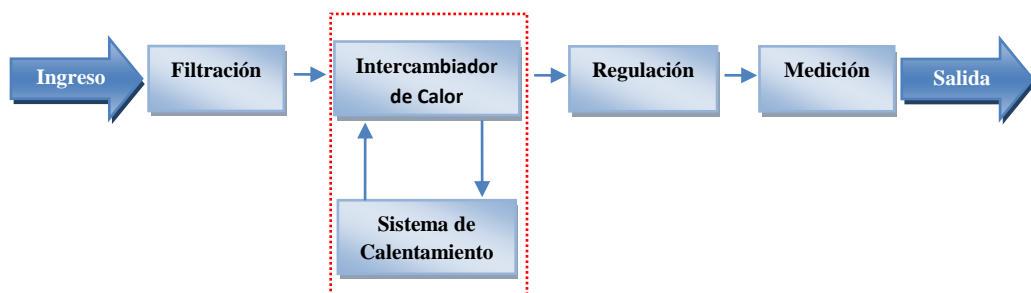 Ingreso
Filtración
Intercambiador
de Calor
Regulación
Medición
Salida
Sistema de
Calentamiento